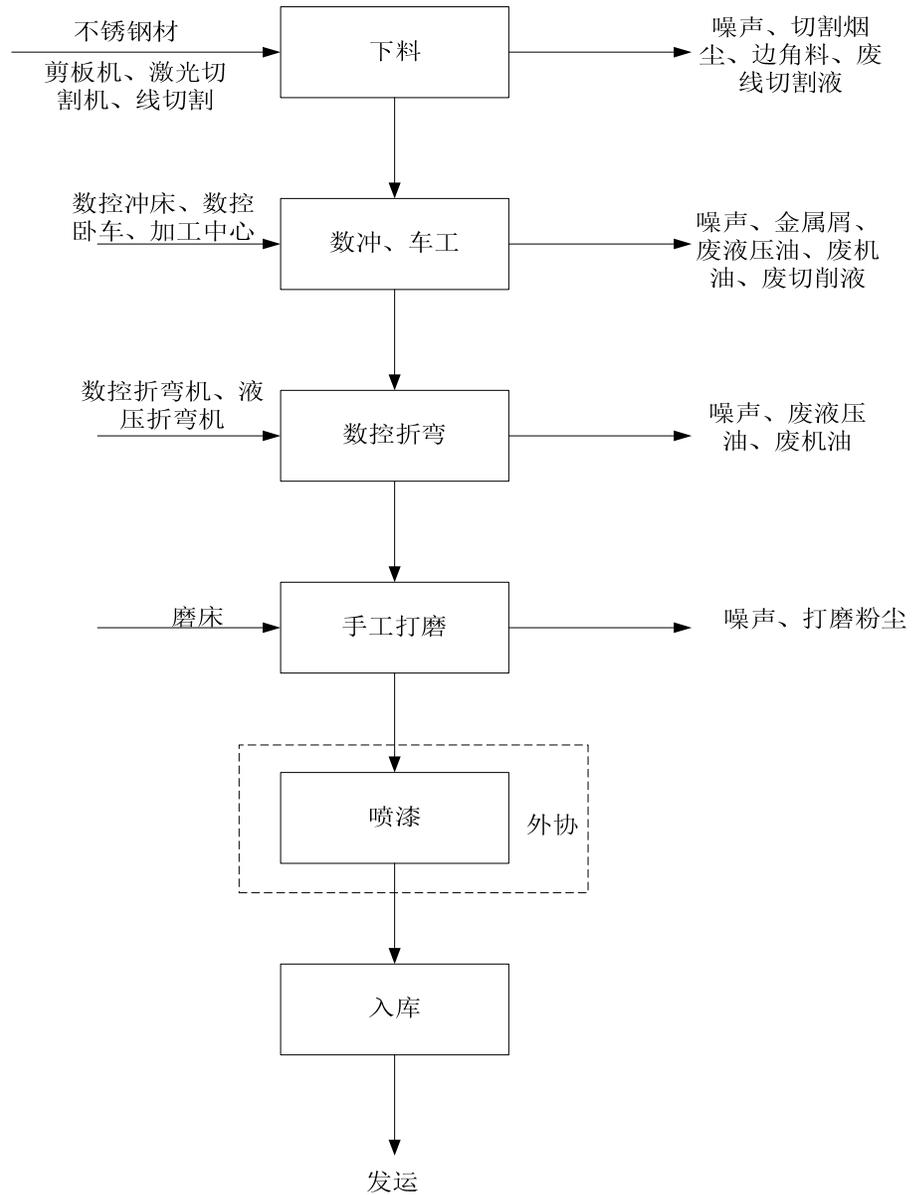 不锈钢材
剪板机、激光切
割机、线切割
下料
噪声、切割烟
尘、边角料、废
线切割液
数控冲床、数控
卧车、加工中心
数冲、车工
噪声、金属屑、
废液压油、废机
油、废切削液
数控折弯机、液
压折弯机
数控折弯
噪声、废液压
油、废机油
磨床
手工打磨
噪声、打磨粉尘
喷漆
外协
入库
发运